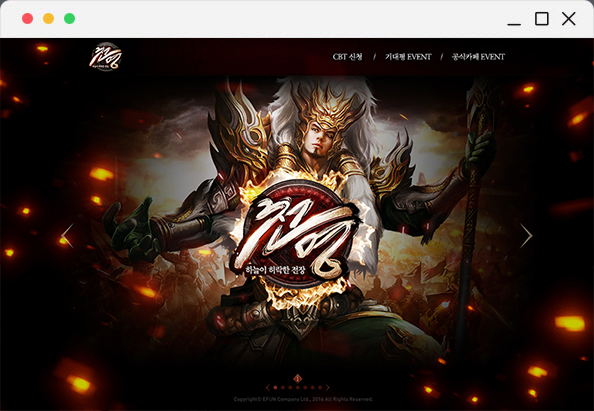 천명
CBT 신청 / 기대평 EVENT / 공식카페 EVENT
천명
하늘이 허락한 전장
Copyright© EFUN Company Ltd., 2016 All Rights Reserved.